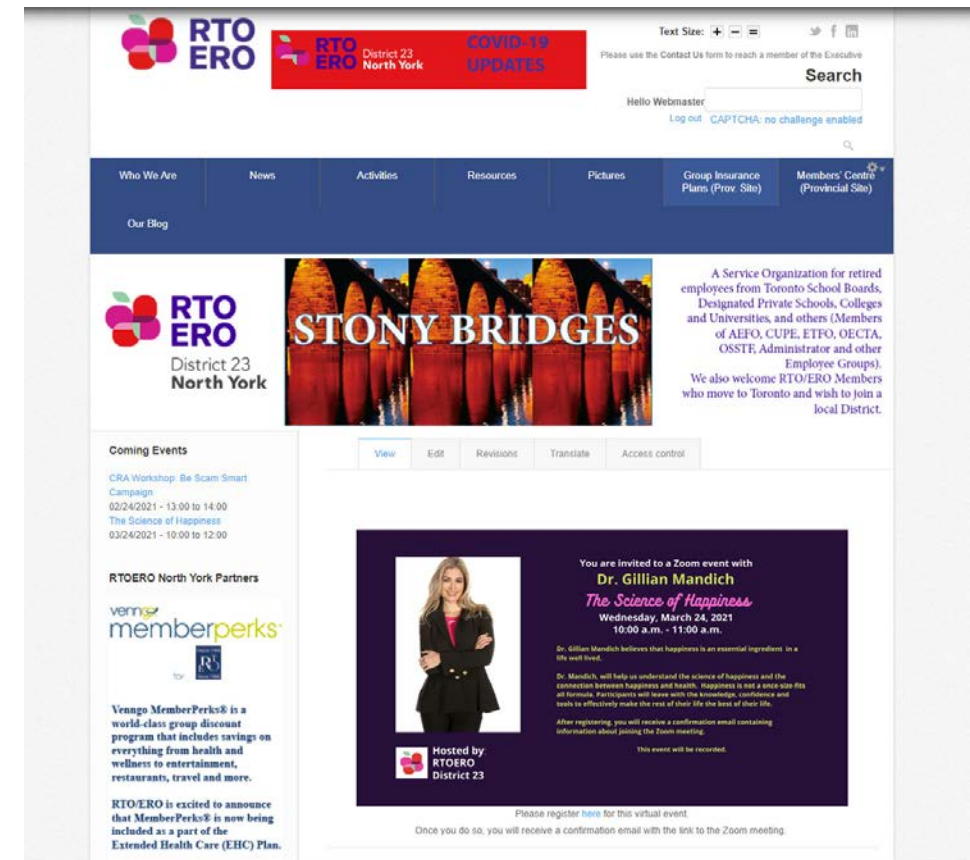 RTO
ERO
RTO
ERO
District 23
North York
COVID-19
UPDATES
Text Size: + - =
Please use the Contact Us form to reach a member of the Executive
Search
Hello Webmaster
Log out CAPTCHA: no challenge enabled
Who We Are
News
Activities
Resources
Pictures
Group Insurance
Plans (Prov. Site)
Members' Centre
(Provincial Site)
Our Blog
RTO
ERO
District 23
North York
STONY BRIDGES
A Service Organization for retired
employees from Toronto School Boards,
Designated Private Schools, Colleges
and Universities, and others (Members
of AEFO, CUPE, ETFO, OECTA,
OSSTF, Administrator and other
Employee Groups).
We also welcome RTO/ERO Members
who move to Toronto and wish to join a
local District.
Coming Events
CRA Workshop: Be Scam Smart
Campaign
02/24/2021 - 13:00 to 14:00
The Science of Happiness
03/24/2021 - 10:00 to 12:00
RTOERO North York Partners
venngo
memberperks
for
Venngo MemberPerks® is a
world-class group discount
program that includes savings on
everything from health and
wellness to entertainment,
restaurants, travel and more.
RTO/ERO is excited to announce
that MemberPerks® is now being
included as a part of the
Extended Health Care (EHC) Plan.
View
Edit
Revisions
Translate
Access control
You are invited to a Zoom event with
Dr. Gillian Mandich
The Science of Happiness
Wednesday, March 24, 2021
10:00 a.m. - 11:00 a.m.
Dr. Gillian Mandich believes that happiness is an essential ingredient in a
life well lived.
Dr. Mandich, will help us understand the science of happiness and the
connection between happiness and health. Happiness is not a once-size-fits
all formula. Participants will leave with the knowledge, confidence and
tools to effectively make the rest of their life the best of their life.
After registering, you will receive a confirmation email containing
information about joining the Zoom meeting.
This event will be recorded.
Hosted by:
RTOERO
District 23
Please register here for this virtual event.
Once you do so, you will receive a confirmation email with the link to the Zoom meeting.